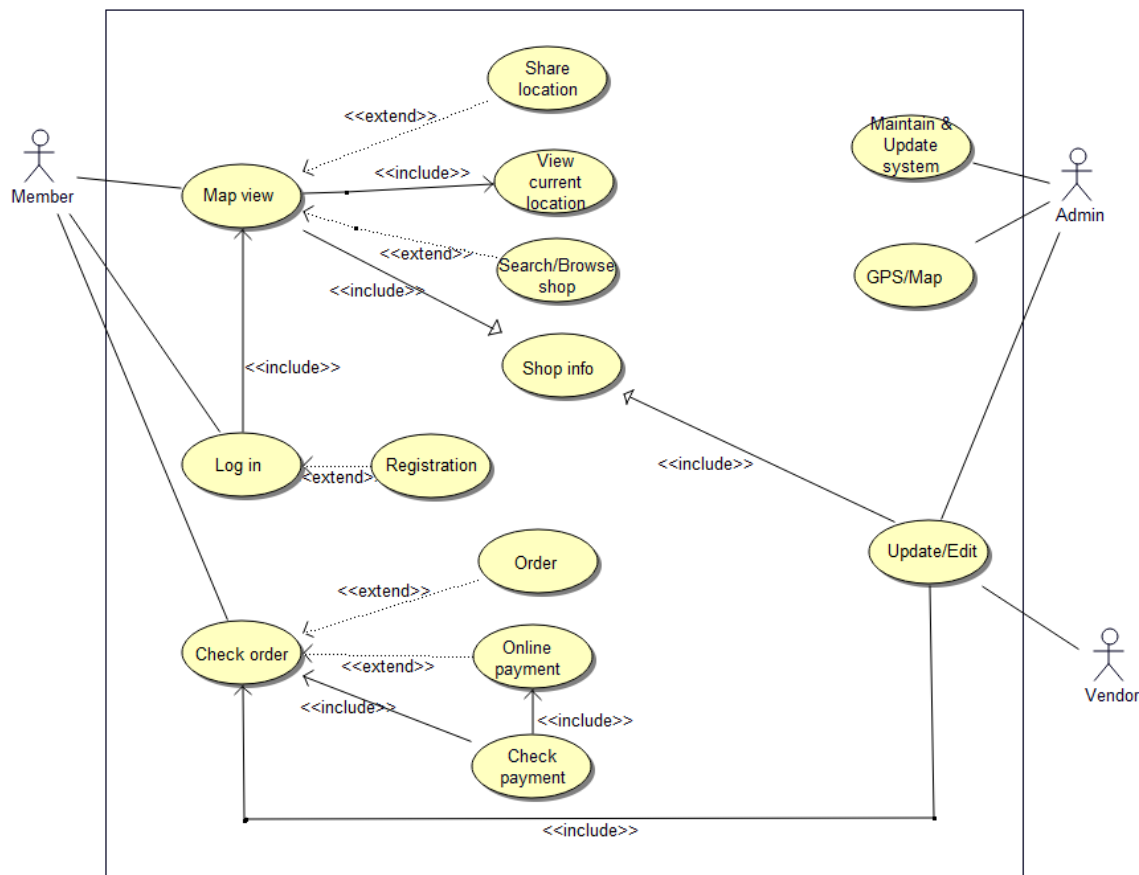 Share
location
<<extend>>
Maintain &
Update
system
Member
Map view
<<include>>
View
current
location
Admin
<<extend>>
Search/Browse
shop
GPS/Map
<<include>>
Shop info
<<include>>
Log in
<extend>
Registration
<<include>>
Order
Update/Edit
<<extend>>
Check order
Online
payment
<<extend>>
Vendor
<<include>>
<<include>>
Check
payment
<<include>>